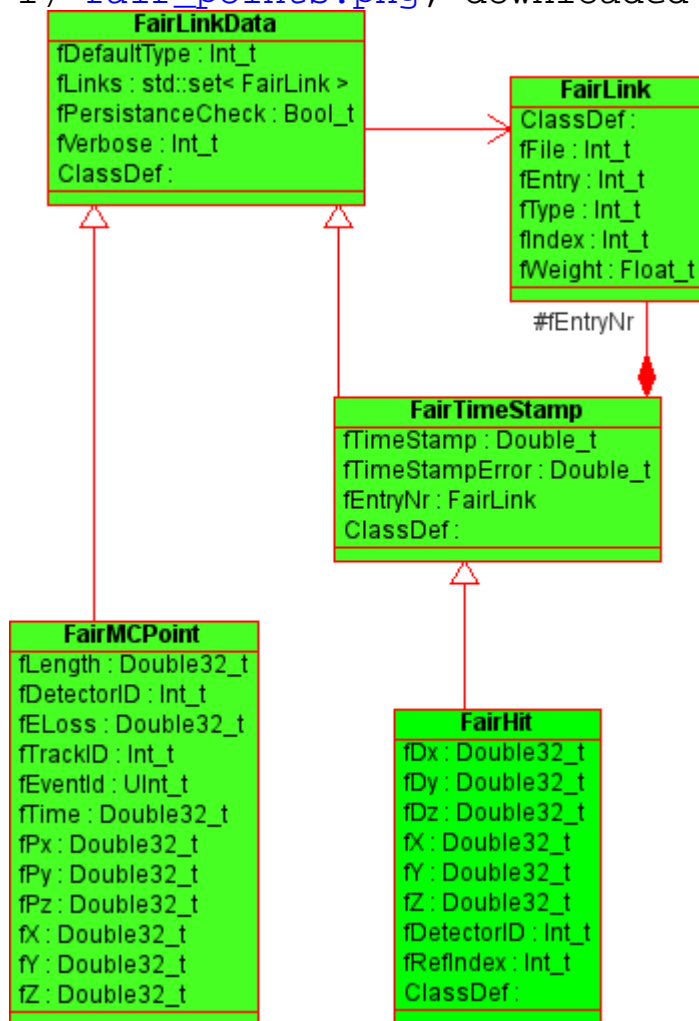 1) fair_points.png, downloaded
FairLinkData
fDefaultType : Int_t
fLinks : std::set< FairLink >
fPersistanceCheck : Bool_t
fVerbose : Int_t
ClassDef :
FairLink
ClassDef :
fFile : Int_t
fEntry : Int_t
fType : Int_t
fIndex : Int_t
fWeight : Float_t
#fEntryNr
FairTimeStamp
fTimeStamp : Double_t
fTimeStampError : Double_t
fEntryNr : FairLink
ClassDef :
FairMCPoint
fLength : Double32_t
fDetectorID : Int_t
fELoss : Double32_t
fTrackID : Int_t
fEventId : UInt_t
fTime : Double32_t
fPx : Double32_t
fPy : Double32_t
fPz : Double32_t
fX : Double32_t
fY : Double32_t
fZ : Double32_t
FairHit
fDx : Double32_t
fDy : Double32_t
fDz : Double32_t
fX : Double32_t
fY : Double32_t
fZ : Double32_t
fDetectorID : Int_t
fRefIndex : Int_t
ClassDef :